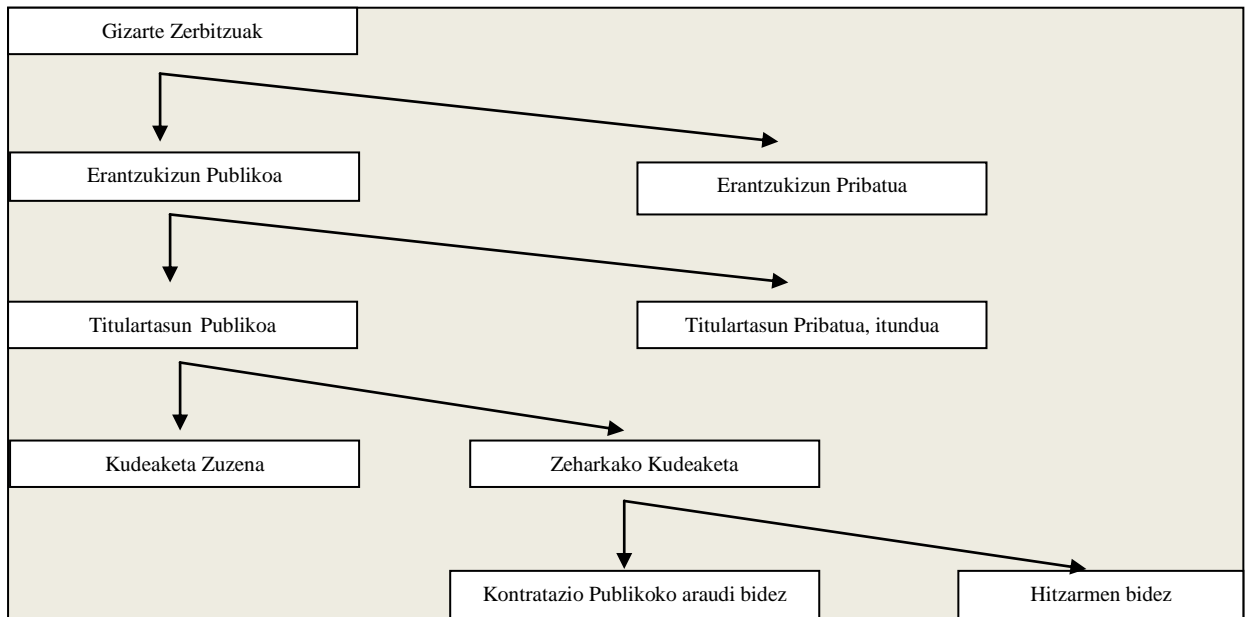 Gizarte Zerbitzuak
Erantzukizun Publikoa
Erantzukizun Pribatua
Titulartasun Publikoa
Titulartasun Pribatua, itundua
Kudeaketa Zuzena
Zeharkako Kudeaketa
Kontratazio Publikoko araudi bidez
Hitzarmen bidez